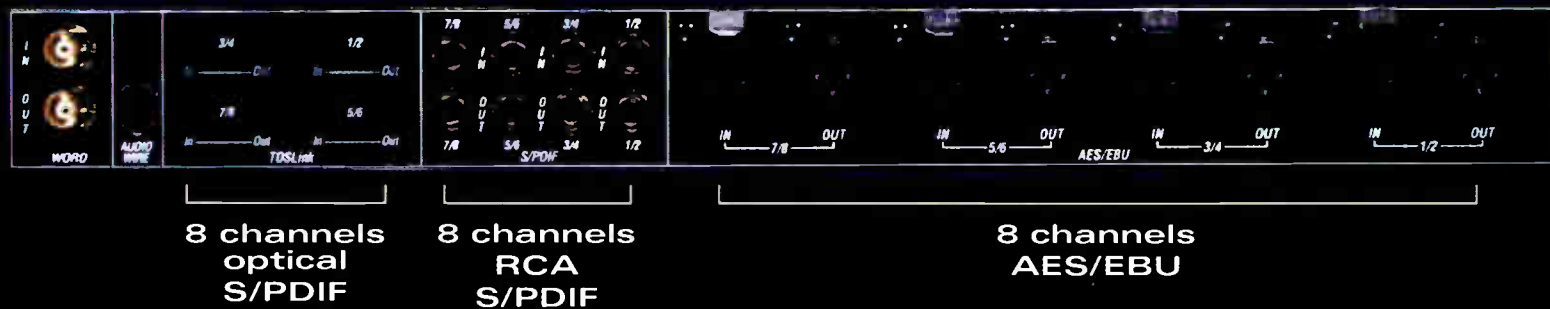 7/8 5/6 3/4 1/2
IN
3/4 1/2
IN IN IN
In Out In Out
OUT
7/8 5/6
OUT OUT OUT
In Out In Out
IN OUT IN OUT IN OUT IN OUT
7/8 5/6 3/4 1/2
7/8 5/6 3/4 1/2
WORD
AUDIO
WIRE
TOSLink
S/PDIF
AES/EBU
8 channels
optical
S/PDIF
8 channels
RCA
S/PDIF
8 channels
AES/EBU